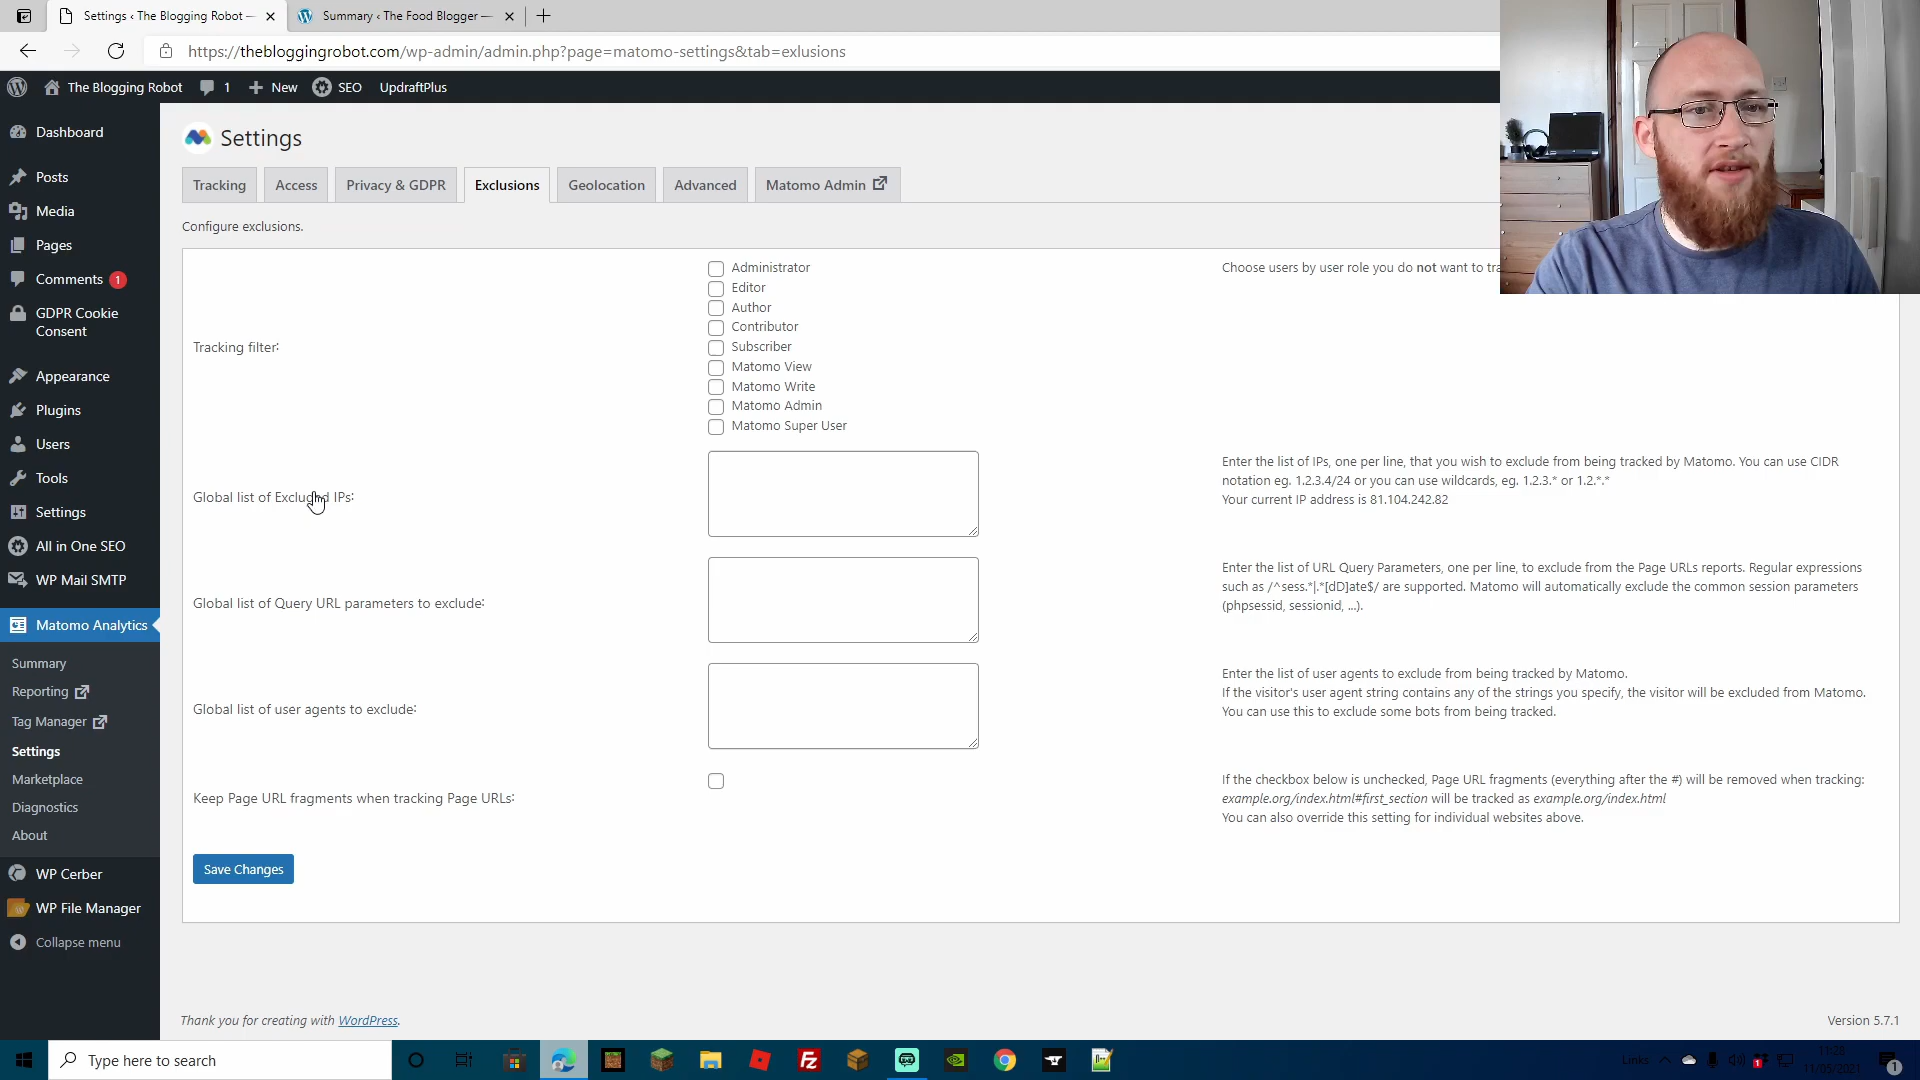 Settings ‹ The Blogging Robot —
Summary ‹ The Food Blogger —
https://thebloggingrobot.com/wp-admin/admin.php?page=matomo-settings&tab=exlusions
The Blogging Robot
1
New
SEO
UpdraftPlus
Dashboard
Posts
Media
Pages
Comments 1
GDPR Cookie
Consent
Appearance
Plugins
Users
Tools
Settings
All in One SEO
WP Mail SMTP
Matomo Analytics
Summary
Reporting
Tag Manager
Settings
Marketplace
Diagnostics
About
WP Cerber
WP File Manager
Collapse menu
Settings
Tracking
Access
Privacy & GDPR
Exclusions
Geolocation
Advanced
Matomo Admin
Configure exclusions.
Tracking filter:
Administrator
Editor
Author
Contributor
Subscriber
Matomo View
Matomo Write
Matomo Admin
Matomo Super User
Choose users by user role you do not want to
Global list of Excluded IPs:
Enter the list of IPs, one per line, that you wish to exclude from being tracked by Matomo. You can use CIDR
notation eg. 1.2.3.4/24 or you can use wildcards, eg. 1.2.3.* or 1.2.*.*
Your current IP address is 81.104.242.82
Global list of Query URL parameters to exclude:
Enter the list of URL Query Parameters, one per line, to exclude from the Page URLs reports. Regular expressions
such as /^sess.*|.*[dD]ate$/ are supported. Matomo will automatically exclude the common session parameters
(phpsessid, sessionid, ...).
Global list of user agents to exclude:
Enter the list of user agents to exclude from being tracked by Matomo.
If the visitor's user agent string contains any of the strings you specify, the visitor will be excluded from Matomo.
You can use this to exclude some bots from being tracked.
Keep Page URL fragments when tracking Page URLs:
If the checkbox below is unchecked, Page URL fragments (everything after the #) will be removed when tracking:
example.org/index.html#first_section will be tracked as example.org/index.html
You can also override this setting for individual websites above.
Save Changes
Thank you for creating with WordPress.
Version 5.7.1
Type here to search
Links
11:28
11/05/2021
1